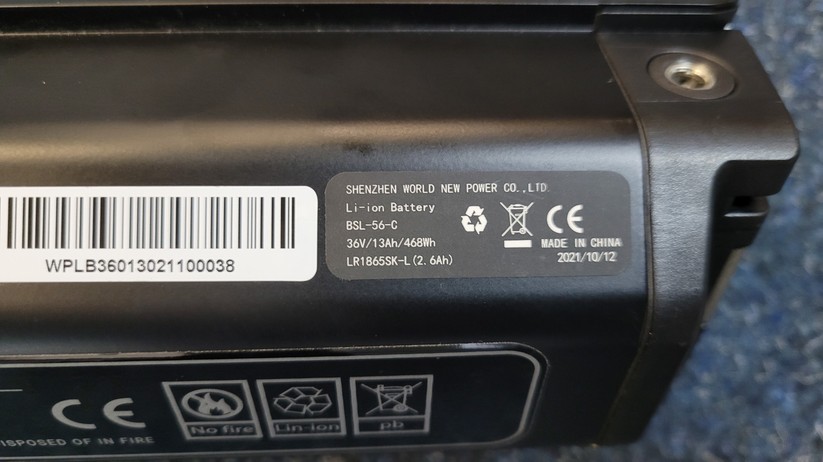 SHENZHEN WORLD NEW POWER CO.,LTD.
Li-ion Battery
BSL-56-C
36V/13Ah/468Wh
LR1865SK-L(2.6Ah)
CE
MADE IN CHINA
2021/10/12
WPLB36013021100038
CE
ISPOSED OF IN FIRE
No fire
Lin-ion
pb